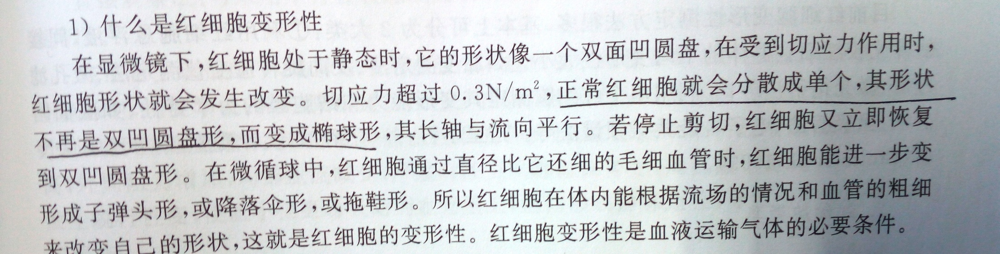 1) 什么是红细胞变形性
在显微镜下,红细胞处于静态时,它的形状像一个双面凹圆盘,在受到切应力作用时,
红细胞形状就会发生改变。切应力超过0.3N/m²,正常红细胞就会分散成单个,其形状
不再是双凹圆盘形,而变成椭球形,其长轴与流向平行。若停止剪切,红细胞又立即恢复
到双凹圆盘形。在微循球中,红细胞通过直径比它还细的毛细血管时,红细胞能进一步变
形成子弹头形,或降落伞形,或拖鞋形。所以红细胞在体内能根据流场的情况和血管的粗细
来改变自己的形状,这就是红细胞的变形性。红细胞变形性是血液运输气体的必要条件。